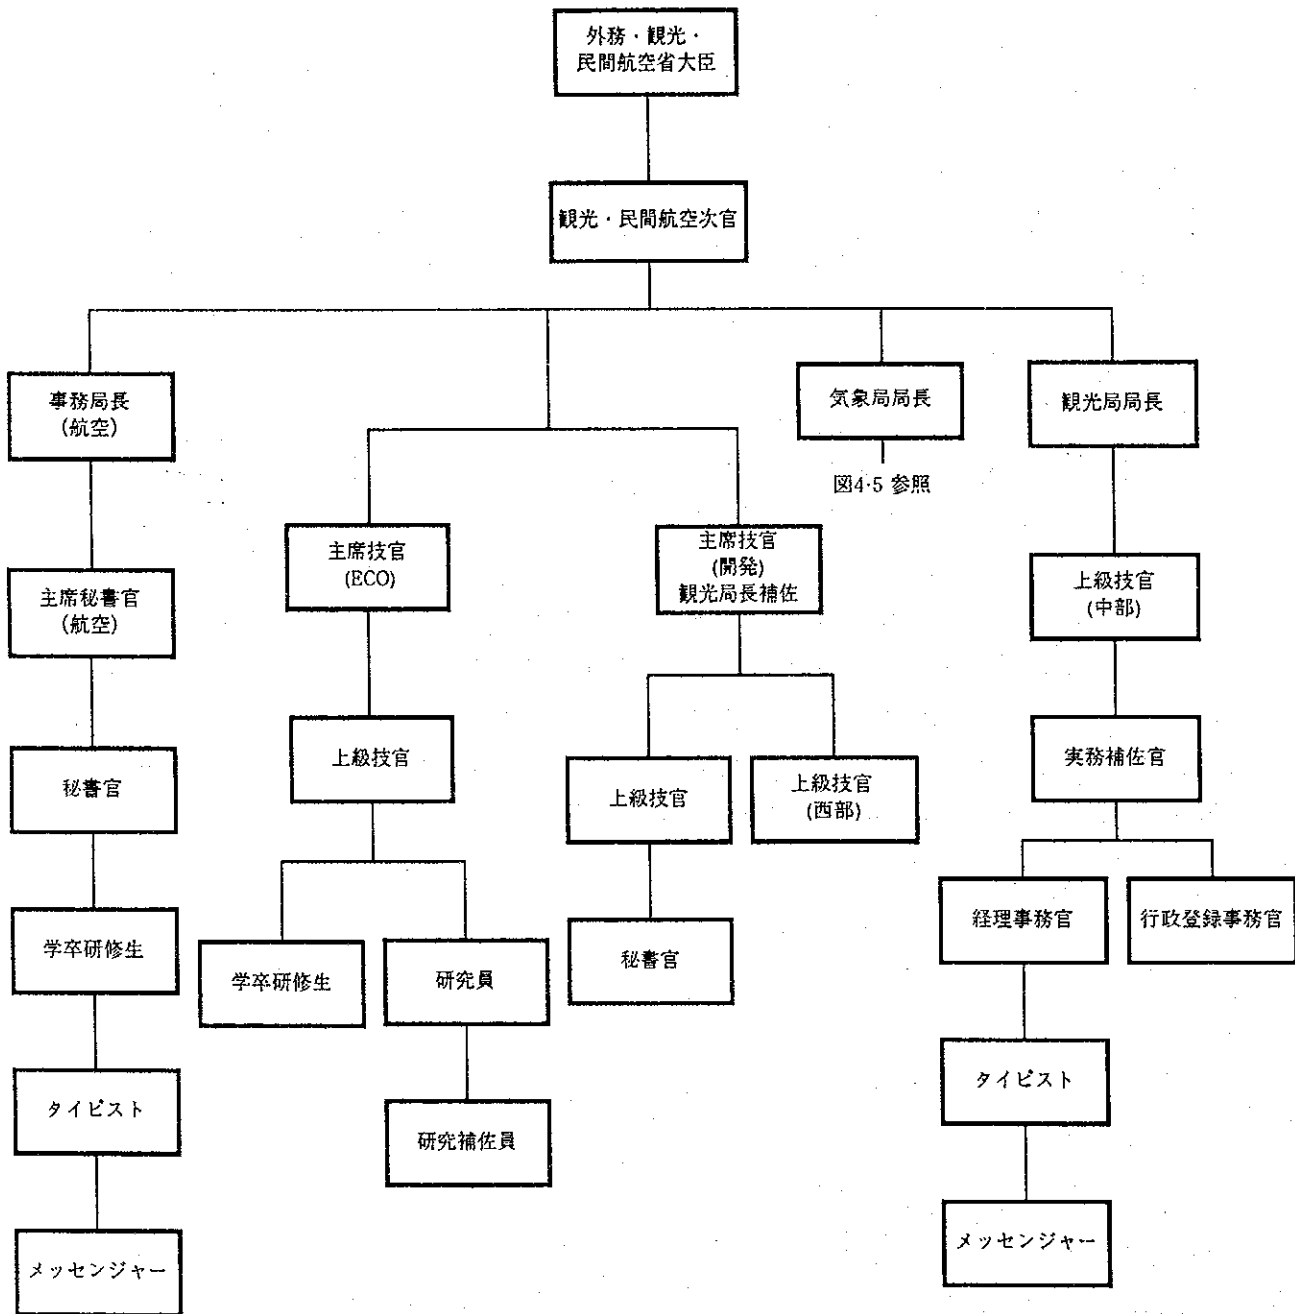 外務・観光・
民間航空省大臣
観光・民間航空次官
事務局長
(航空)
気象局局長
観光局局長
図4·5 参照
主席技官
(ECO)
主席技官
(開発)
観光局長補佐
上級技官
(中部)
主席秘書官
(航空)
上級技官
実務補佐官
秘書官
上級技官
上級技官
(西部)
経理事務官
行政登録事務官
学卒研修生
学卒研修生
研究員
秘書官
タイピスト
タイピスト
研究補佐員
メッセンジャー
メッセンジャー